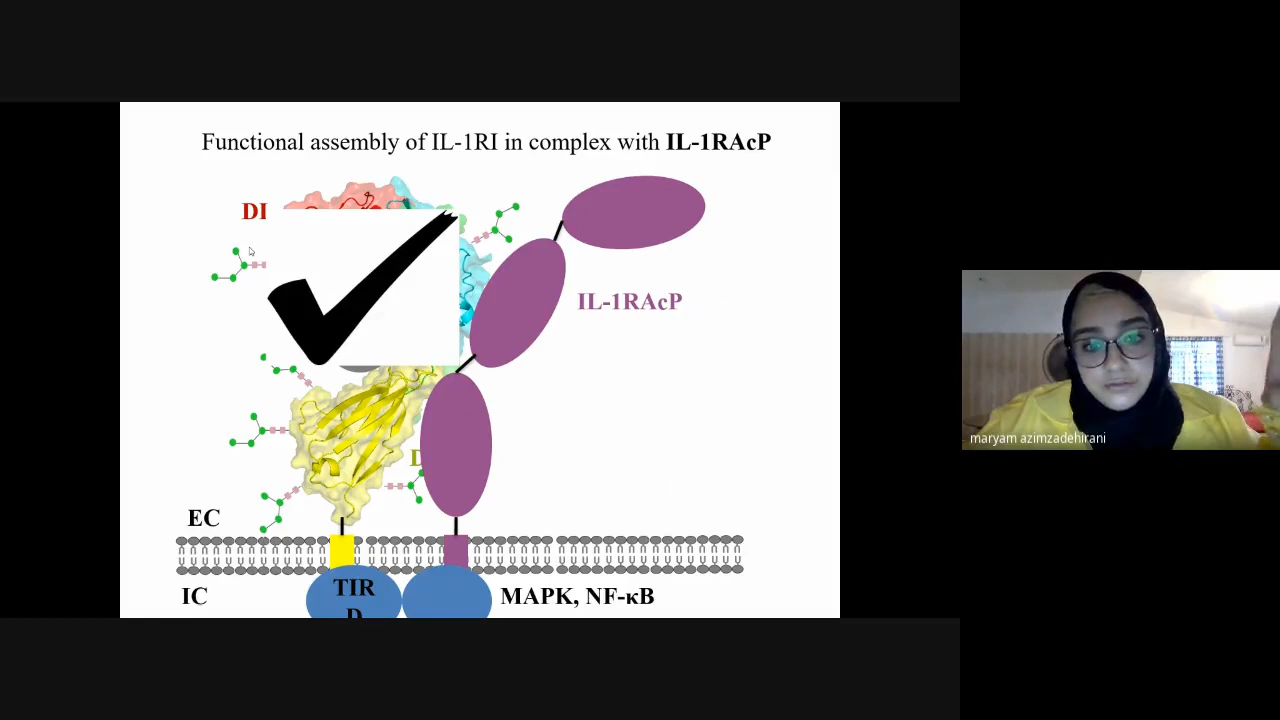 Functional assembly of IL-1RI in complex with IL-1RAcP
DI
IL-1RAcP
D
EC
IC
TIR
D
MAPK, NF-κB
maryam azimzadehirani